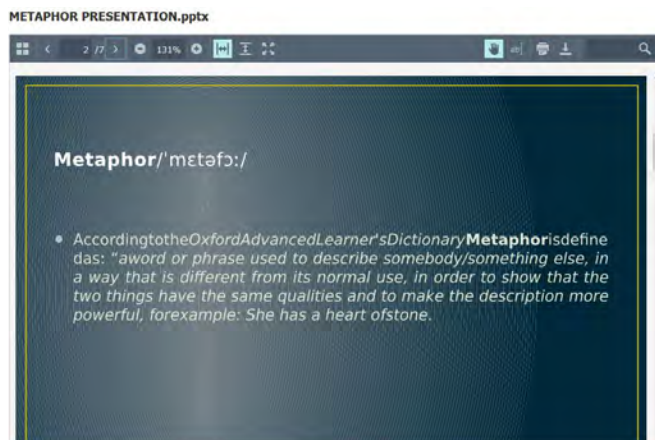 METAPHOR PRESENTATION.pptx
2 /7 131%
Metaphor/'mɛtəfɔ:/
AccordingtotheOxfordAdvancedLearner'sDictionaryMetaphorisdefine
das: "aword or phrase used to describe somebody/something else, in
a way that is different from its normal use, in order to show that the
two things have the same qualities and to make the description more
powerful, forexample: She has a heart ofstone.